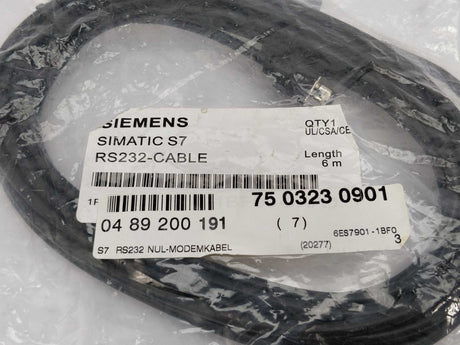 SIEMENS QTY1
UL/CSA/CE
SIMATIC S7
RS232-CABLE Length
6 m
1P
75 0323 0901
04 89 200 191 (7) 6ES7901-1BF0
S7 RS232 NUL-MODEMKABEL (20277) 3